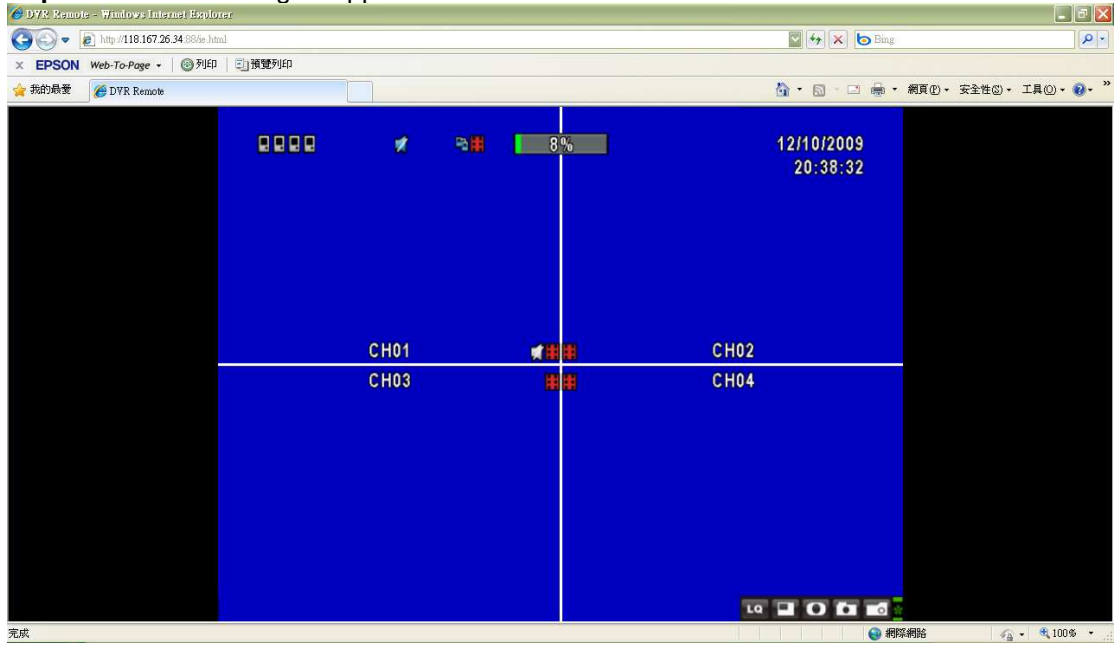 DVR Remote - Windows Internet Explorer
http://118.167.26.34:88/ie.html
Bing
x EPSON Web-To-Page 列印 預覽列印
我的最愛 DVR Remote 網頁(P) 安全性(S) 工具(O) »
8% 12/10/2009
20:38:32
CH01 CH02
CH03 CH04
LQ
完成 網際網路 100%